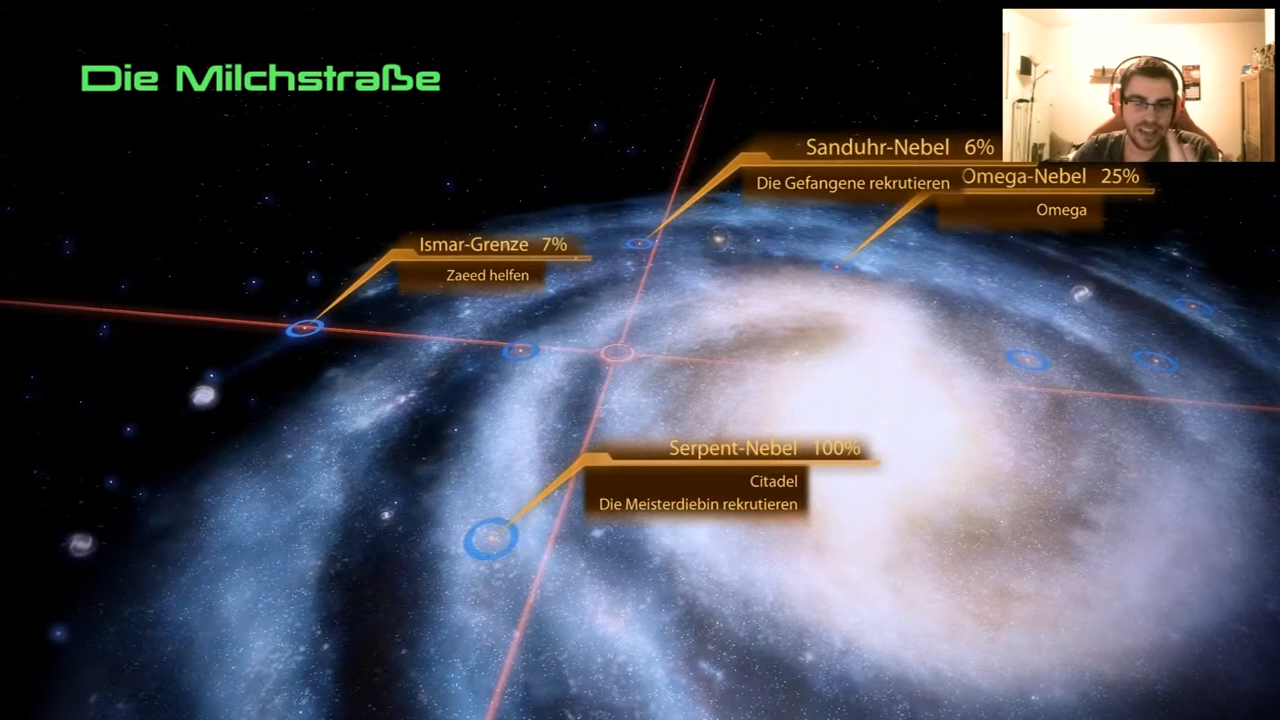 Die Milchstraße
Sanduhr-Nebel 6%
Die Gefangene rekrutieren
Omega-Nebel 25%
Omega
Ismar-Grenze 7%
Zaeed helfen
Serpent-Nebel 100%
Citadel
Die Meisterdiebin rekrutieren